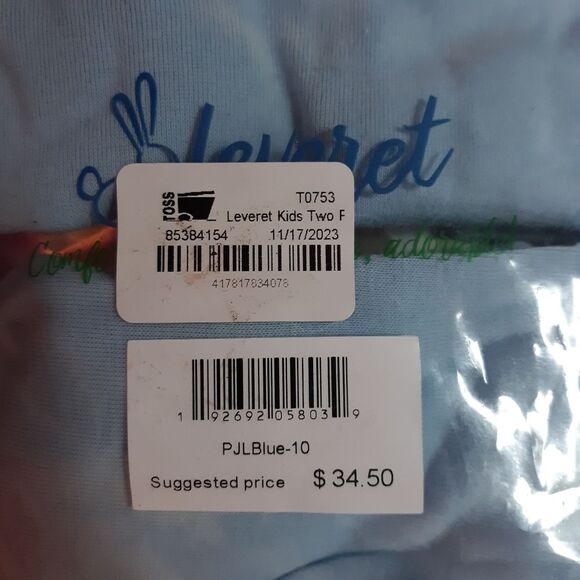 leveret
TOSS
T0753
Leveret Kids Two P
85384154 11/17/2023
417817834078
adorable!
1 92692 05803 9
PJLBlue-10
Suggested price $ 34.50